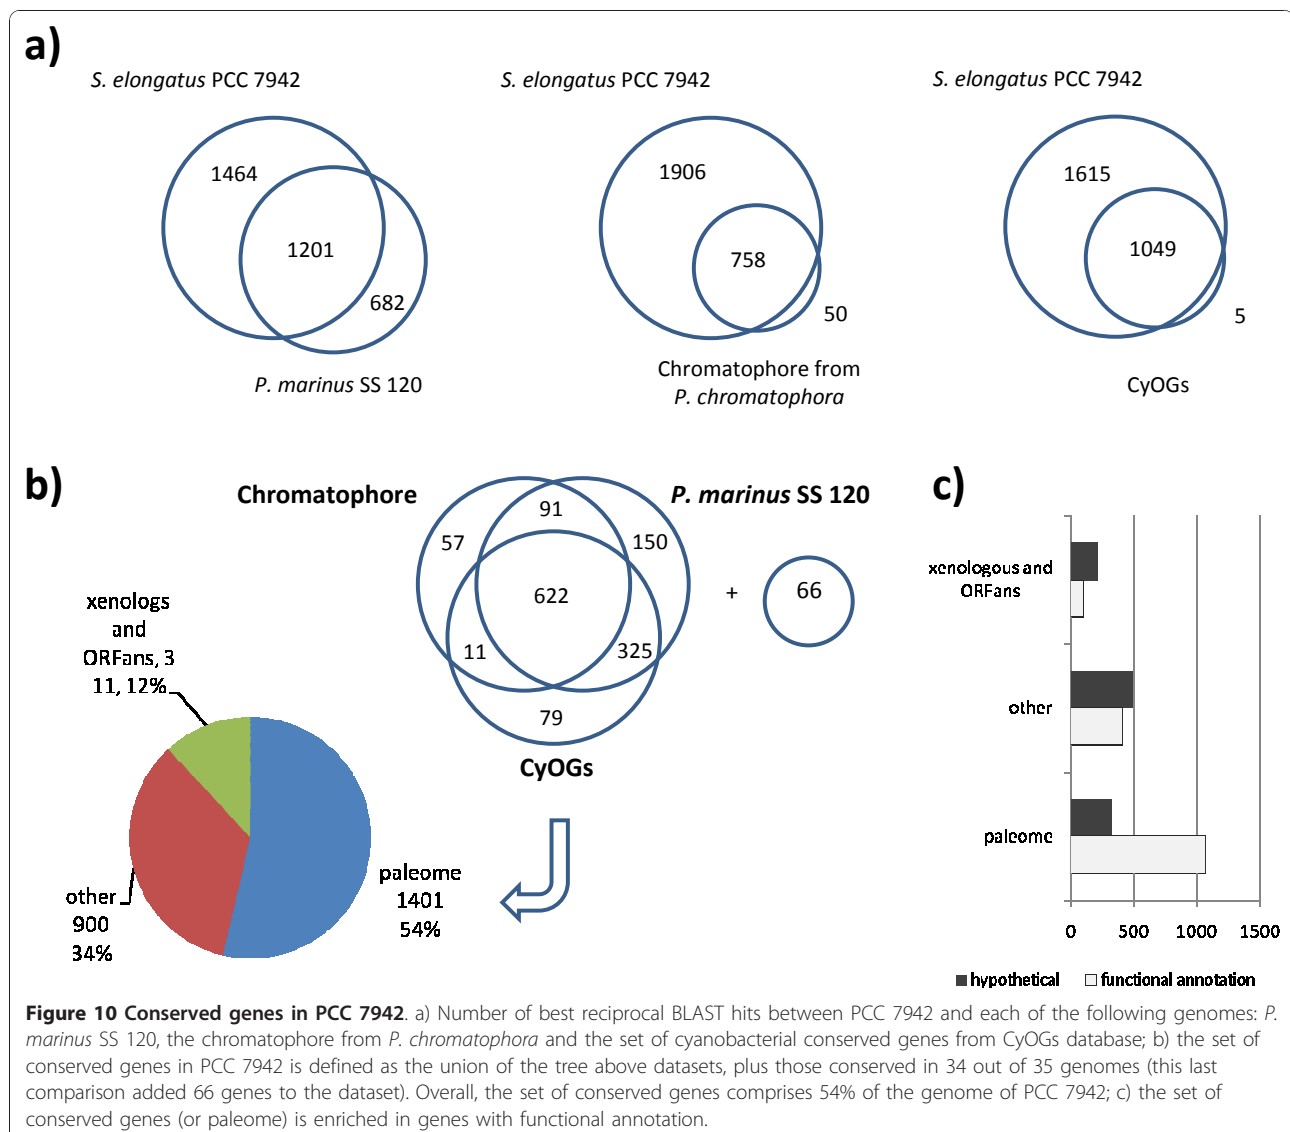 a)
S. elongatus PCC 7942
S. elongatus PCC 7942
S. elongatus PCC 7942
1464
1201
682
P. marinus SS 120
1906
758
50
Chromatophore from
P. chromatophora
1615
1049
5
CyOGs
b)
Chromatophore
P. marinus SS 120
91
57
150
622
11
325
79
CyOGs
+
66
xenologs
and
ORFans, 3
11, 12%
other
900
34%
paleome
1401
54%
c)
xenologous and
ORFans
other
paleome
0 500 1000 1500
hypothetical functional annotation
Figure 10 Conserved genes in PCC 7942. a) Number of best reciprocal BLAST hits between PCC 7942 and each of the following genomes: P.
marinus SS 120, the chromatophore from P. chromatophora and the set of cyanobacterial conserved genes from CyOGs database; b) the set of
conserved genes in PCC 7942 is defined as the union of the tree above datasets, plus those conserved in 34 out of 35 genomes (this last
comparison added 66 genes to the dataset). Overall, the set of conserved genes comprises 54% of the genome of PCC 7942; c) the set of
conserved genes (or paleome) is enriched in genes with functional annotation.